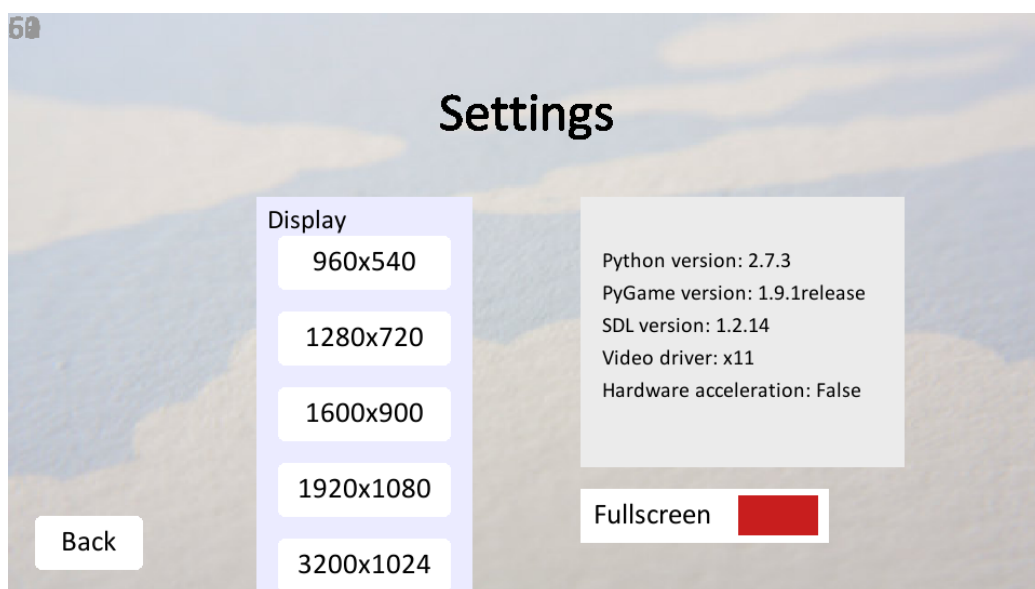 Settings
Display
960x540
1280x720
1600x900
1920x1080
3200x1024
Python version: 2.7.3
PyGame version: 1.9.1release
SDL version: 1.2.14
Video driver: x11
Hardware acceleration: False
Fullscreen
Back